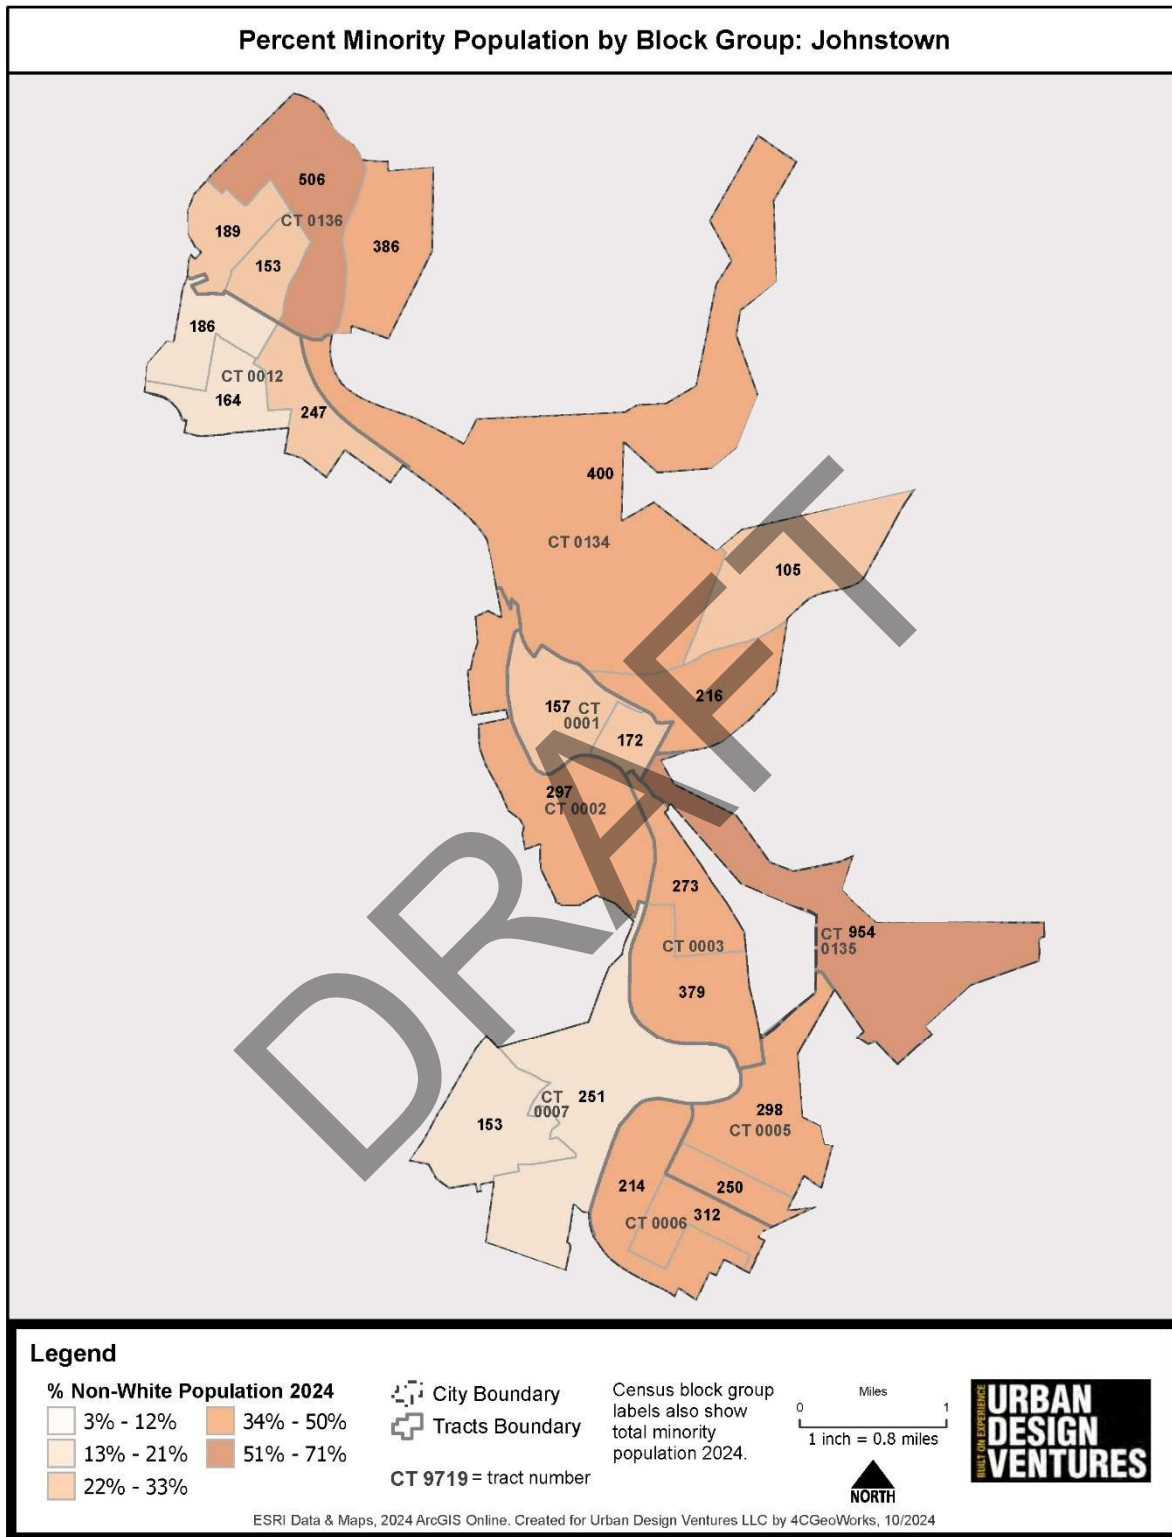 Percent Minority Population by Block Group: Johnstown
506
CT 0136
189
386
153
186
CT 0012
164
247
400
CT 0134
105
216
157
CT
0001
172
297
CT 0002
273
CT 0003
379
CT
0135
954
CT
0007
251
153
298
CT 0005
214
250
312
CT 0006
DRAFT
Legend
% Non-White Population 2024
3% - 12%
13% - 21%
22% - 33%
34% - 50%
51% - 71%
City Boundary
Tracts Boundary
CT 9719 = tract number
Census block group
labels also show
total minority
population 2024.
Miles
0 1
1 inch = 0.8 miles
NORTH
BUILT ON EXPERIENCE
URBAN
DESIGN
VENTURES
ESRI Data & Maps, 2024 ArcGIS Online. Created for Urban Design Ventures LLC by 4CGeoWorks, 10/2024